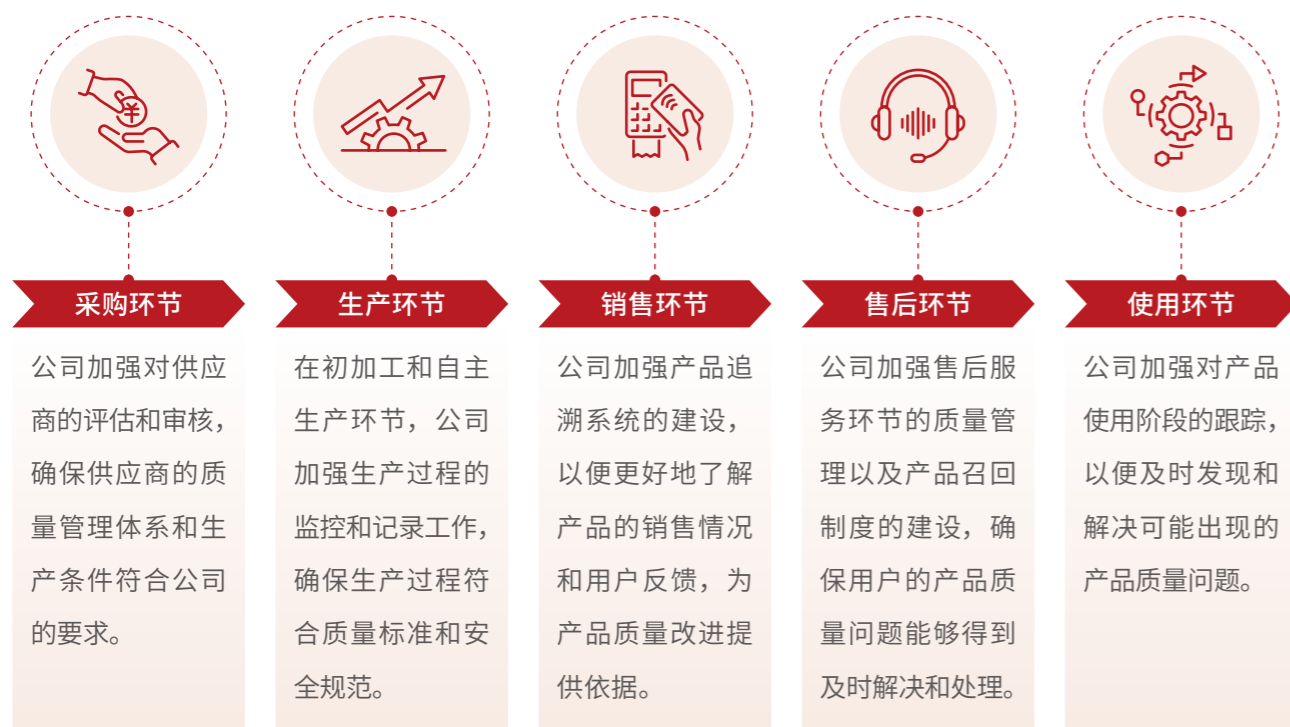 采购环节
公司加强对供应
商的评估和审核，
确保供应商的质
量管理体系和生
产条件符合公司
的要求。
生产环节
在初加工和自主
生产环节，公司
加强生产过程的
监控和记录工作，
确保生产过程符
合质量标准和安
全规范。
销售环节
公司加强产品追
溯系统的建设，
以便更好地了解
产品的销售情况
和用户反馈，为
产品质量改进提
供依据。
售后环节
公司加强售后服
务环节的质量管
理以及产品召回
制度的建设，确
保用户的产品质
量问题能够得到
及时解决和处理。
使用环节
公司加强对产品
使用阶段的跟踪，
以便及时发现和
解决可能出现的
产品质量问题。